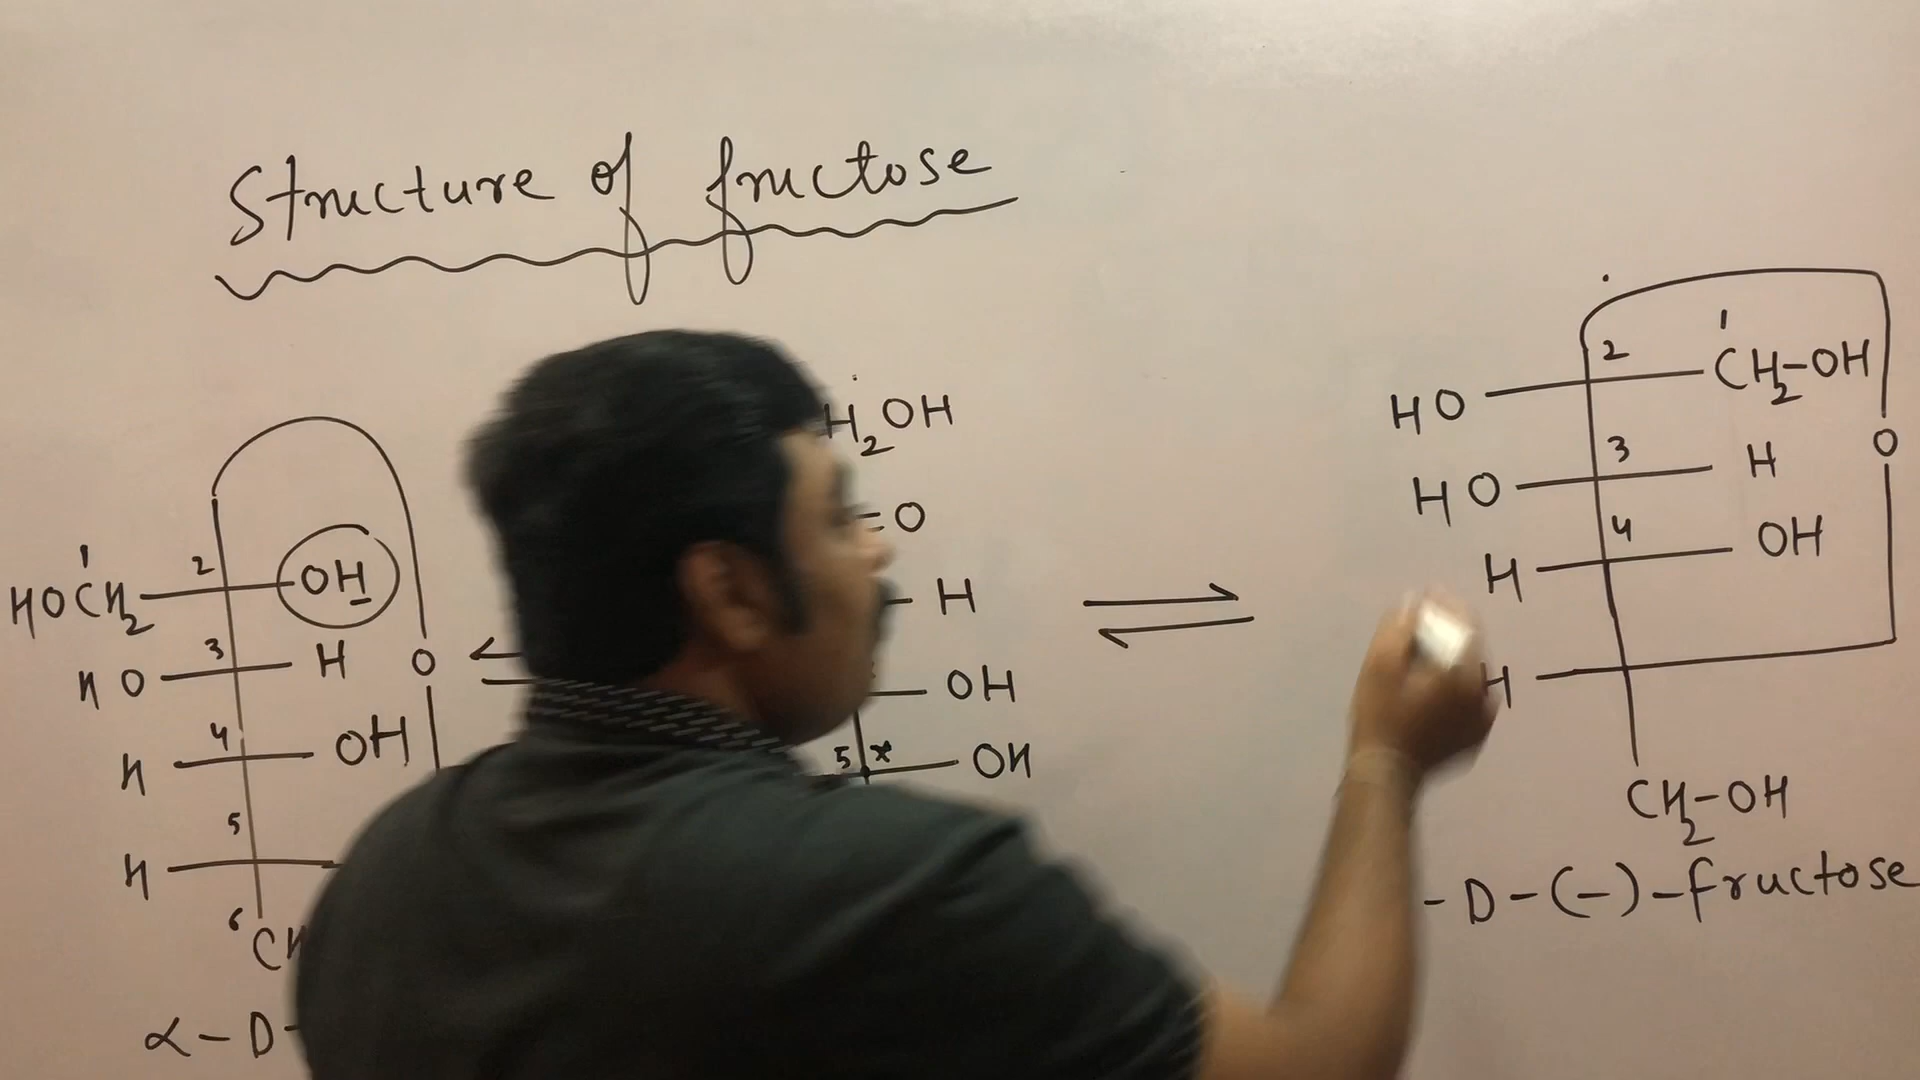 Structure of fructose
HOCH2 1 2 OH
HO 3 H O
H 4 OH
H 5
6
α-D-
H2OH
=O
H
OH
5 * OH
HO 2 1 CH2-OH
HO 3 H O
H 4 OH
H
CH2-OH
-D-(-)-fructose